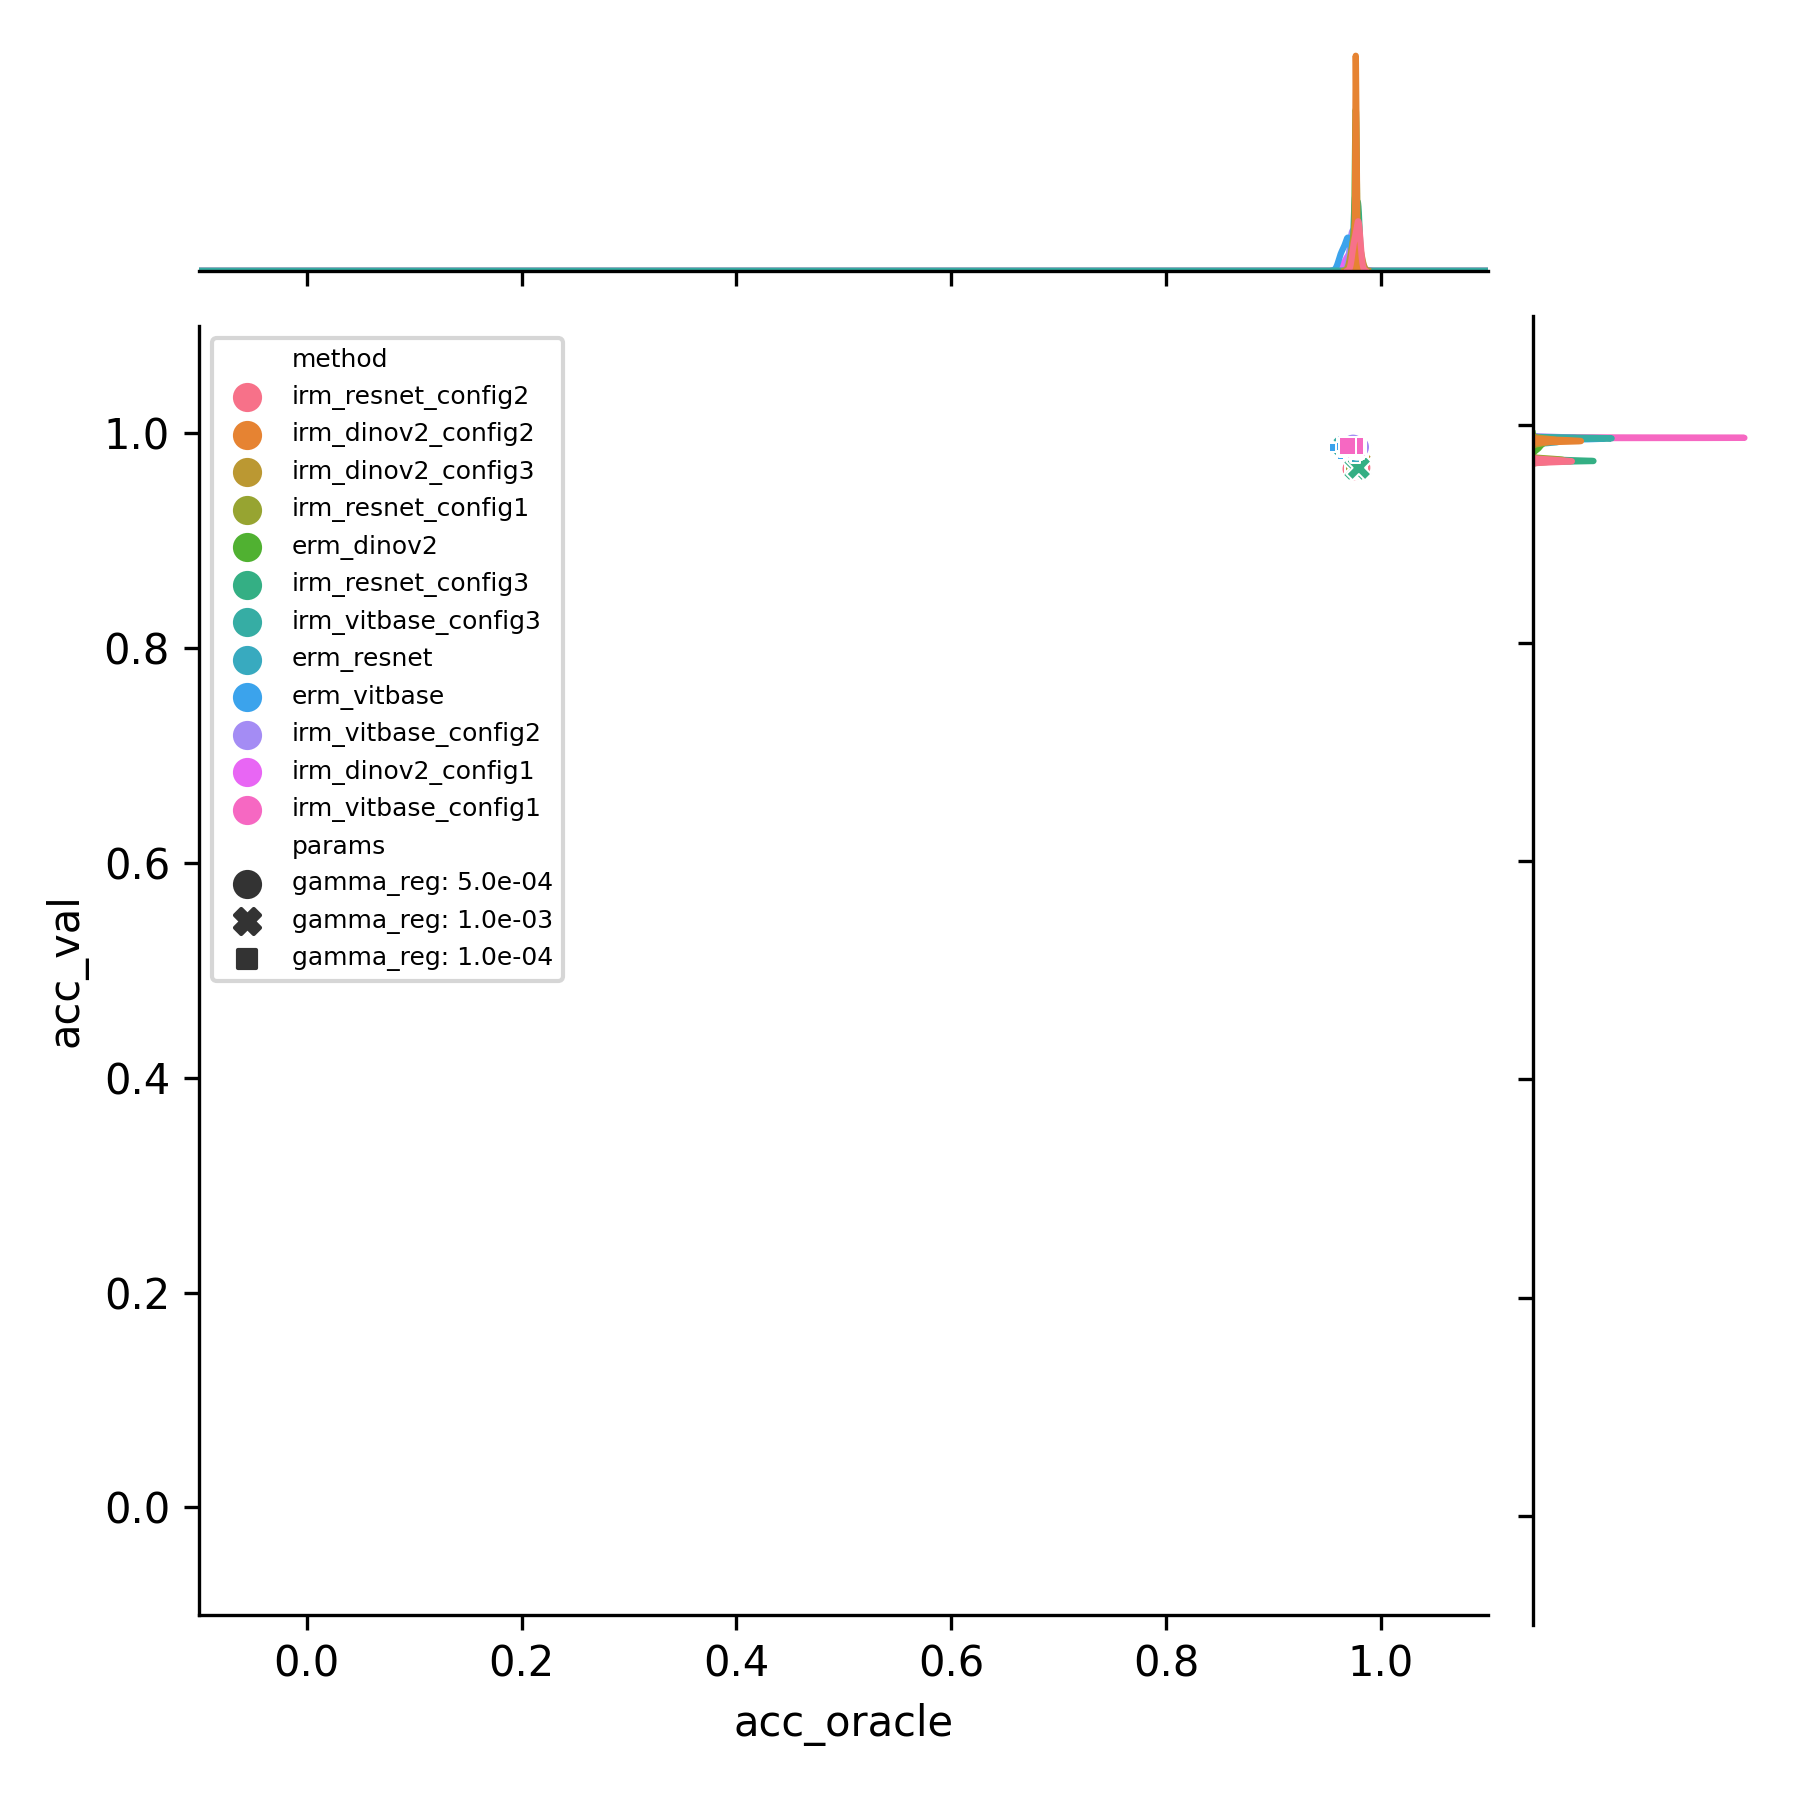 method
irm_resnet_config2
irm_dinov2_config2
irm_dinov2_config3
irm_resnet_config1
erm_dinov2
irm_resnet_config3
irm_vitbase_config3
erm_resnet
erm_vitbase
irm_vitbase_config2
irm_dinov2_config1
irm_vitbase_config1
params
gamma_reg: 5.0e-04
gamma_reg: 1.0e-03
gamma_reg: 1.0e-04
1.0
0.8
0.6
0.4
0.2
0.0
acc_val
0.0 0.2 0.4 0.6 0.8 1.0
acc_oracle